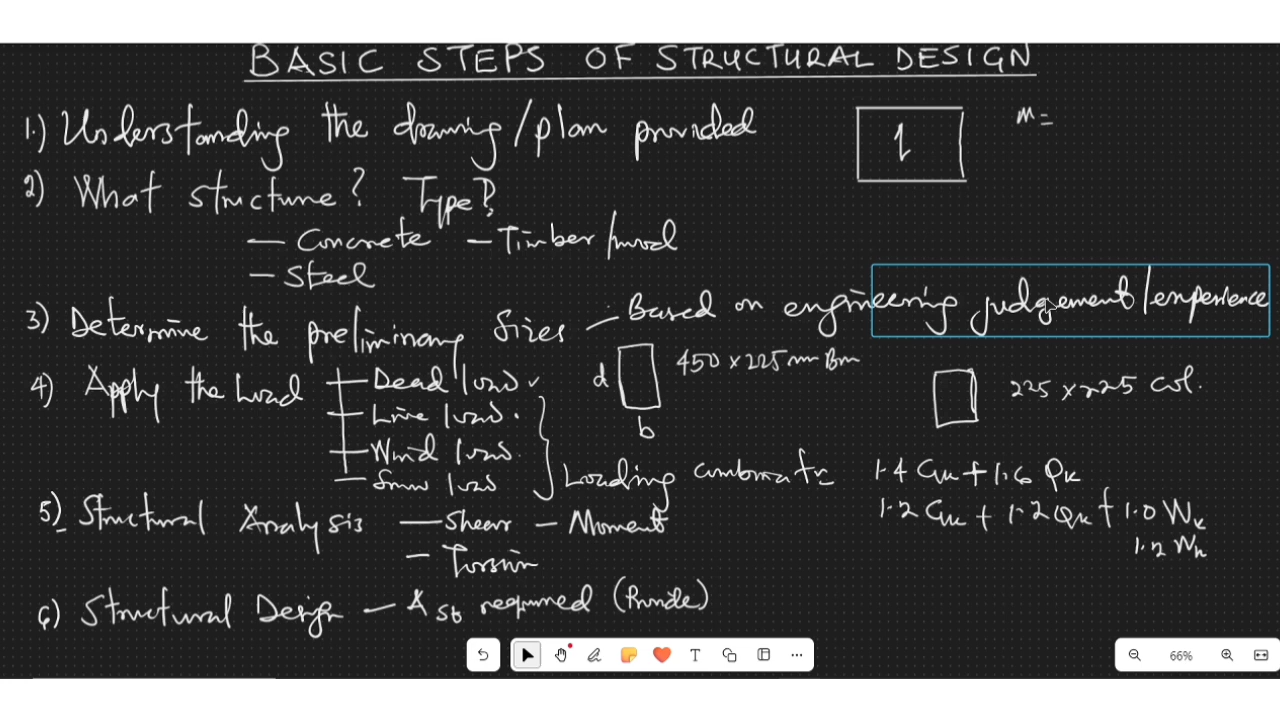 BASIC STEPS OF STRUCTURAL DESIGN
1.) Understanding the drawing/plan provided
1
M =
2) What structure? Type?
— Concrete — Timber/wood
— Steel
3) Determine the preliminary Sizes — Based on engineering judgement/experience
d
b
450 x 225mm Bm
225 x 225 Col.
4) Apply the Load — Dead load ✓
— Live load.
— Wind load.
— Snow load
Loading combinatn
1.4 Gk + 1.6 Qk
1.2 Gk + 1.2 Qk + 1.0 Wk
1.2 Wk
5) Structural Analysis — Shear — Moment
— Torsion
6) Structural Design — Ast required (Provide)
T
66%